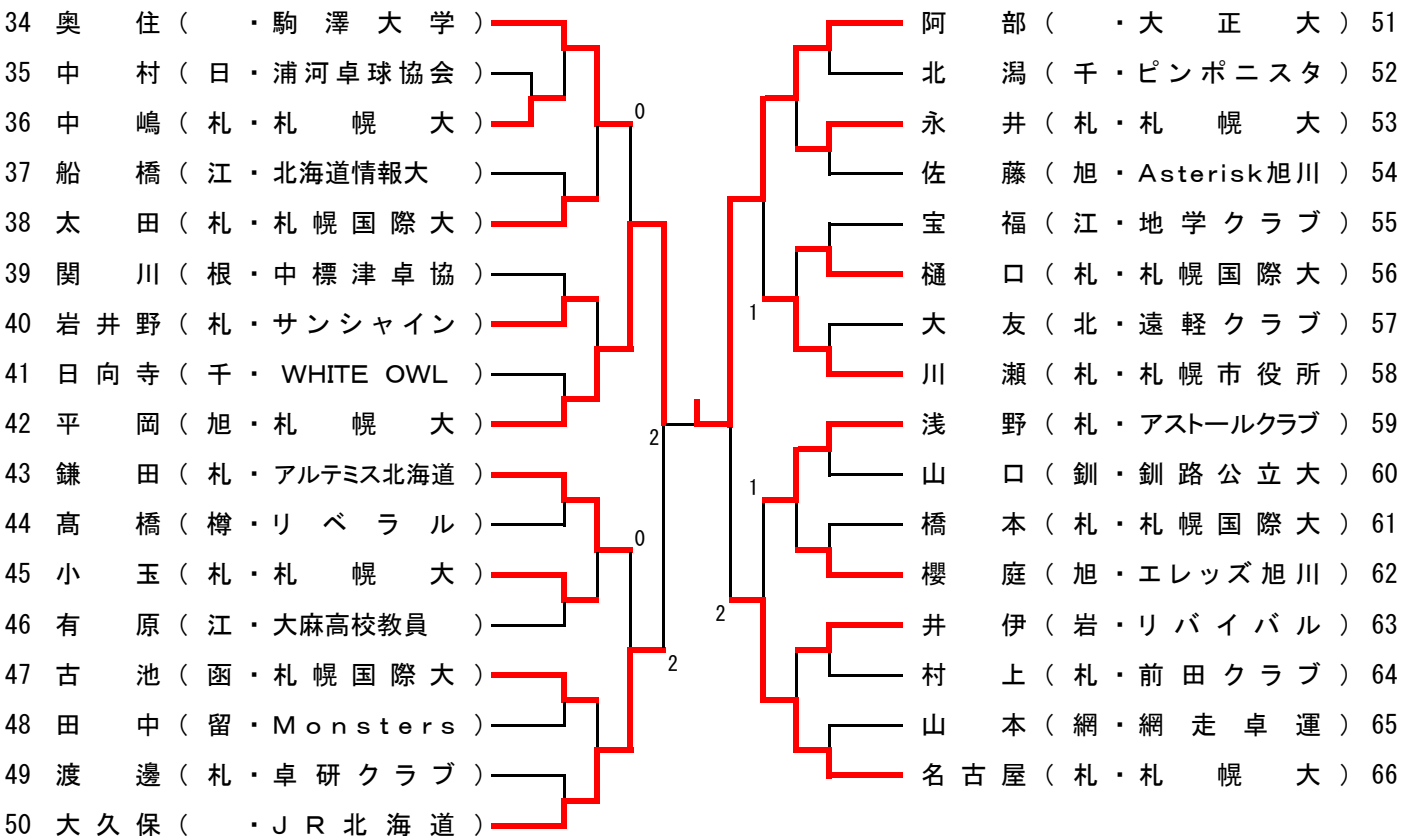 34 奥住(　・駒澤大学)
35 中村(日・浦河卓球協会)
36 中嶋(札・札幌大)
37 船橋(江・北海道情報大)
38 太田(札・札幌国際大)
39 関川(根・中標津卓協)
40 岩井野(札・サンシャイン)
41 日向寺(千・WHITE OWL)
42 平岡(旭・札幌大)
43 鎌田(札・アルテミス北海道)
44 髙橋(樽・リベラル)
45 小玉(札・札幌大)
46 有原(江・大麻高校教員)
47 古池(函・札幌国際大)
48 田中(留・Monsters)
49 渡邊(札・卓研クラブ)
50 大久保(　・JR北海道)
0
2
0
2
阿部(　・大正大) 51
北潟(千・ピンポニスタ) 52
永井(札・札幌大) 53
佐藤(旭・Asterisk旭川) 54
宝福(江・地学クラブ) 55
樋口(札・札幌国際大) 56
大友(北・遠軽クラブ) 57
川瀬(札・札幌市役所) 58
浅野(札・アストールクラブ) 59
山口(釧・釧路公立大) 60
橋本(札・札幌国際大) 61
櫻庭(旭・エレッズ旭川) 62
井伊(岩・リバイバル) 63
村上(札・前田クラブ) 64
山本(網・網走卓運) 65
名古屋(札・札幌大) 66
1
1
2